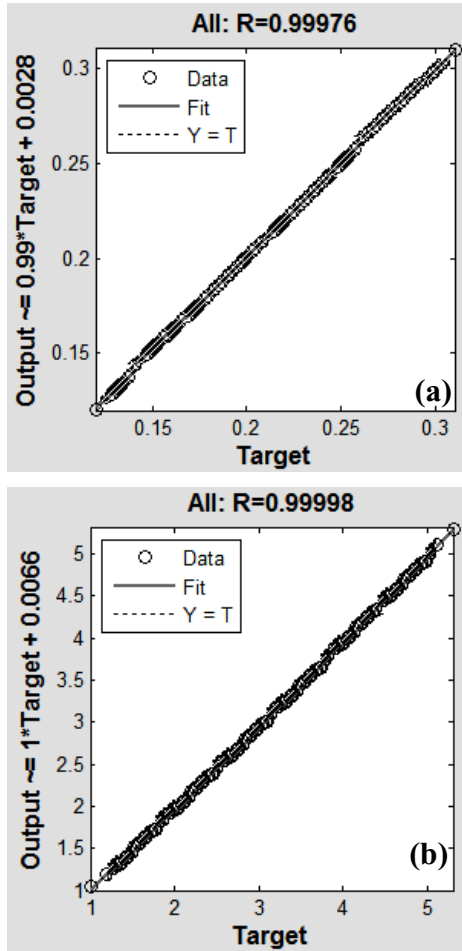 All: R=0.99976
Output ~= 0.99*Target + 0.0028
0.3
0.25
0.2
0.15
Data
Fit
Y = T
(a)
0.15
0.2
0.25
0.3
Target
All: R=0.99998
Output ~= 1*Target + 0.0066
5
4.5
4
3.5
3
2.5
2
1.5
1
Data
Fit
Y = T
(b)
1
2
3
4
5
Target